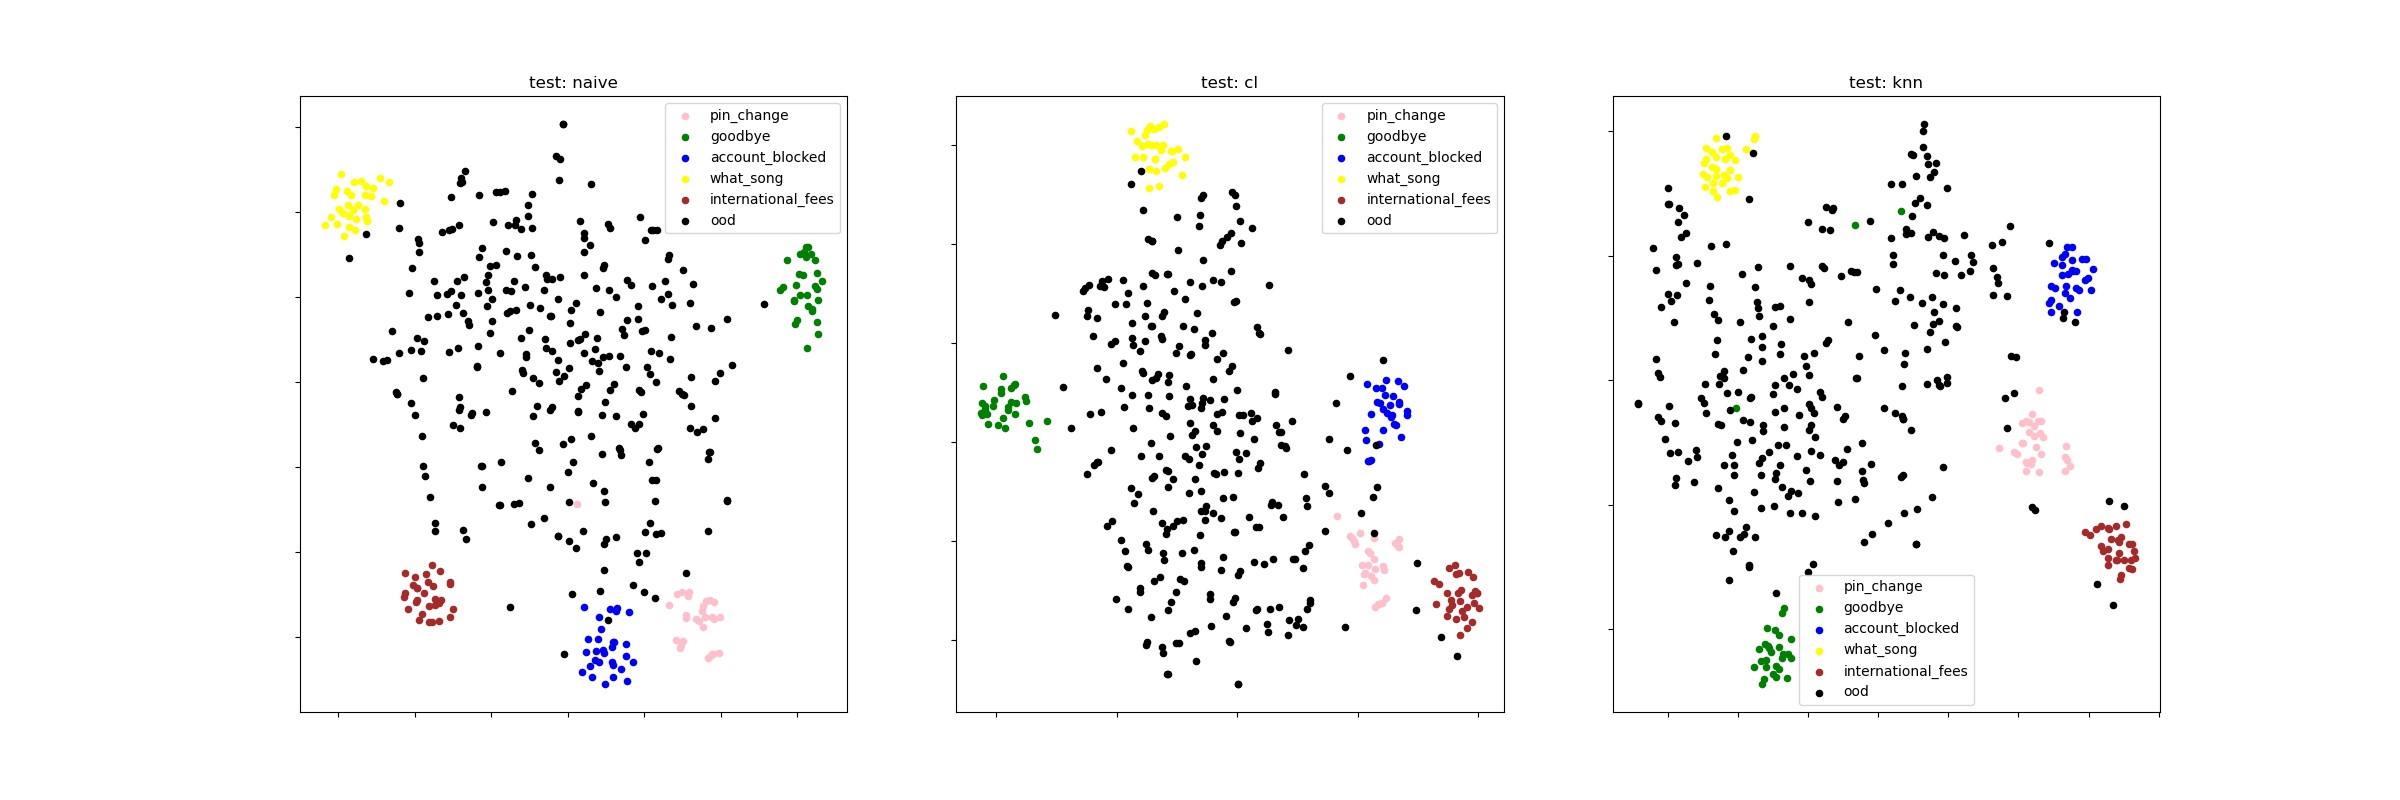 test: naive
pin_change
goodbye
account_blocked
what_song
international_fees
ood
test: cl
pin_change
goodbye
account_blocked
what_song
international_fees
ood
test: knn
pin_change
goodbye
account_blocked
what_song
international_fees
ood